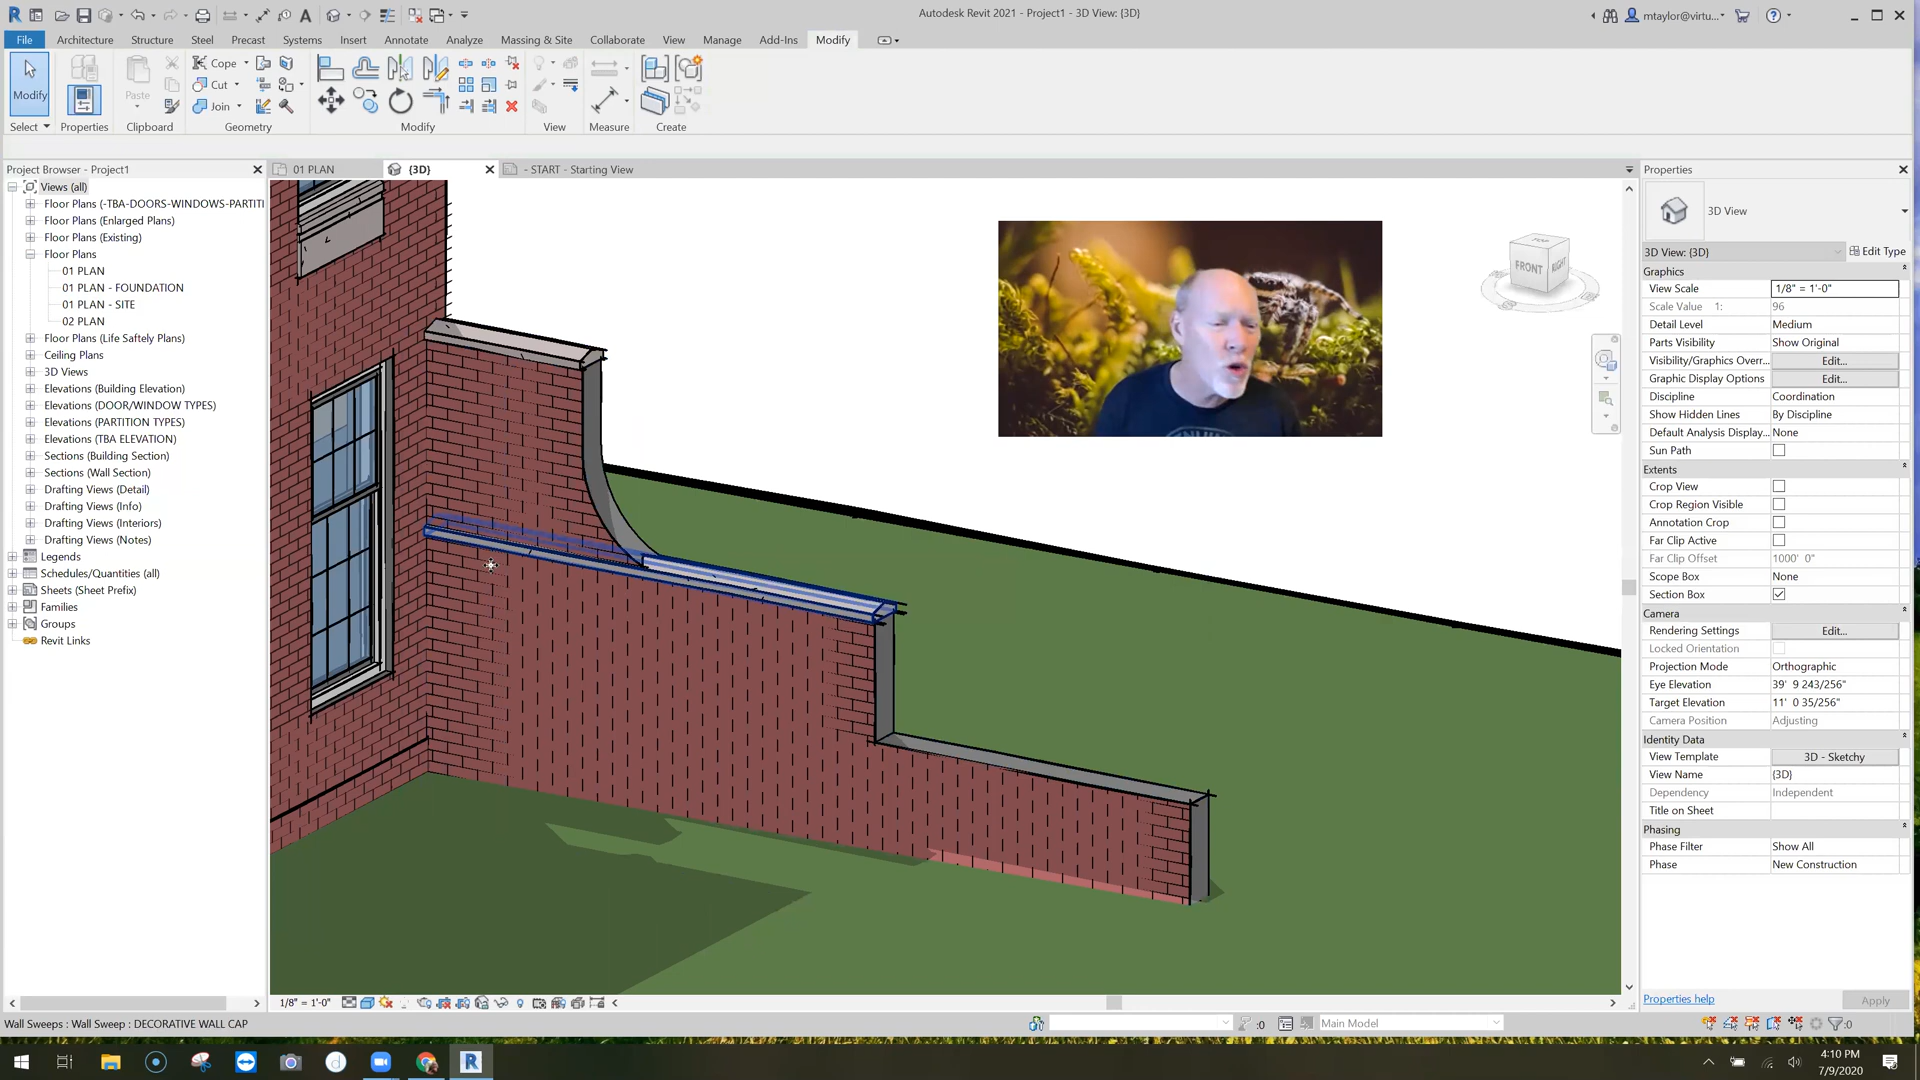 Autodesk Revit 2021 - Project1 - 3D View: {3D}
mtaylor@virtu...
File Architecture Structure Steel Precast Systems Insert Annotate Analyze Massing & Site Collaborate View Manage Add-Ins Modify
Modify
Paste
Cope
Cut
Join
Select Properties Clipboard Geometry Modify View Measure Create
Project Browser - Project1
01 PLAN
{3D}
- START - Starting View
Properties
Views (all)
Floor Plans (-TBA-DOORS-WINDOWS-PARTITI
Floor Plans (Enlarged Plans)
Floor Plans (Existing)
Floor Plans
01 PLAN
01 PLAN - FOUNDATION
01 PLAN - SITE
02 PLAN
Floor Plans (Life Saftely Plans)
Ceiling Plans
3D Views
Elevations (Building Elevation)
Elevations (DOOR/WINDOW TYPES)
Elevations (PARTITION TYPES)
Elevations (TBA ELEVATION)
Sections (Building Section)
Sections (Wall Section)
Drafting Views (Detail)
Drafting Views (Info)
Drafting Views (Interiors)
Drafting Views (Notes)
Legends
Schedules/Quantities (all)
Sheets (Sheet Prefix)
Families
Groups
Revit Links
TOP
FRONT
RIGHT
3D View
3D View: {3D} Edit Type
Graphics
View Scale 1/8" = 1'-0"
Scale Value 1: 96
Detail Level Medium
Parts Visibility Show Original
Visibility/Graphics Overr... Edit...
Graphic Display Options Edit...
Discipline Coordination
Show Hidden Lines By Discipline
Default Analysis Display... None
Sun Path
Extents
Crop View
Crop Region Visible
Annotation Crop
Far Clip Active
Far Clip Offset 1000' 0"
Scope Box None
Section Box
Camera
Rendering Settings Edit...
Locked Orientation
Projection Mode Orthographic
Eye Elevation 39' 9 243/256"
Target Elevation 11' 0 35/256"
Camera Position Adjusting
Identity Data
View Template 3D - Sketchy
View Name {3D}
Dependency Independent
Title on Sheet
Phasing
Phase Filter Show All
Phase New Construction
Properties help Apply
1/8" = 1'-0"
Wall Sweeps : Wall Sweep : DECORATIVE WALL CAP
:0
Main Model
:0
4:10 PM
7/9/2020